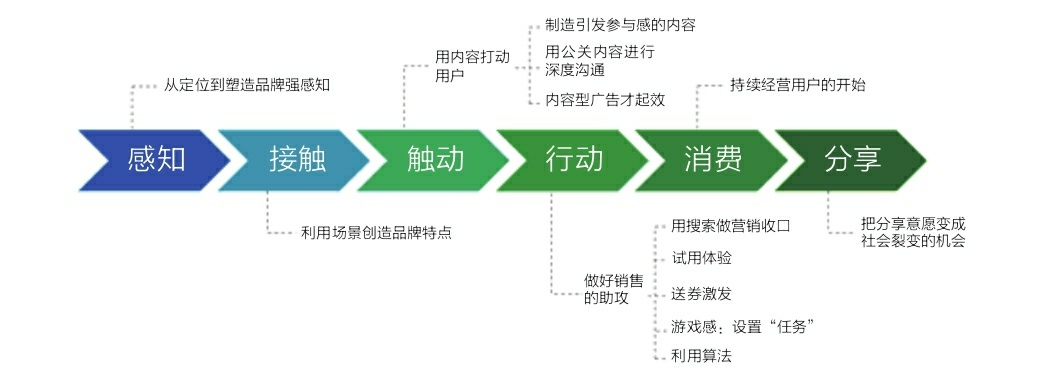 制造引发参与感的内容
用内容打动
用户
用公关内容进行
深度沟通
内容型广告才起效
从定位到塑造品牌强感知
持续经营用户的开始
感知
接触
触动
行动
消费
分享
利用场景创造品牌特点
做好销售
的助攻
用搜索做营销收口
试用体验
送券激发
游戏感：设置“任务”
利用算法
把分享意愿变成
社会裂变的机会